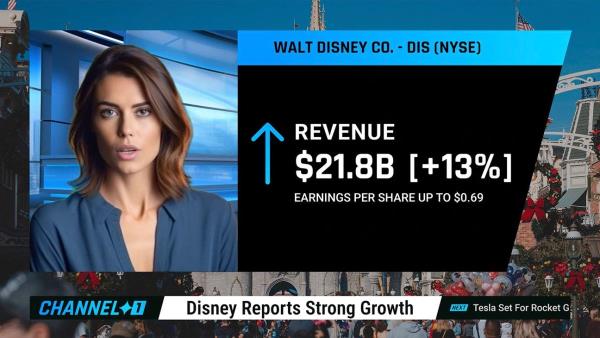 WALT DISNEY CO. - DIS (NYSE)
REVENUE
$21.8B [+13%]
EARNINGS PER SHARE UP TO $0.69
CHANNEL 1
Disney Reports Strong Growth
NEXT Tesla Set For Rocket G